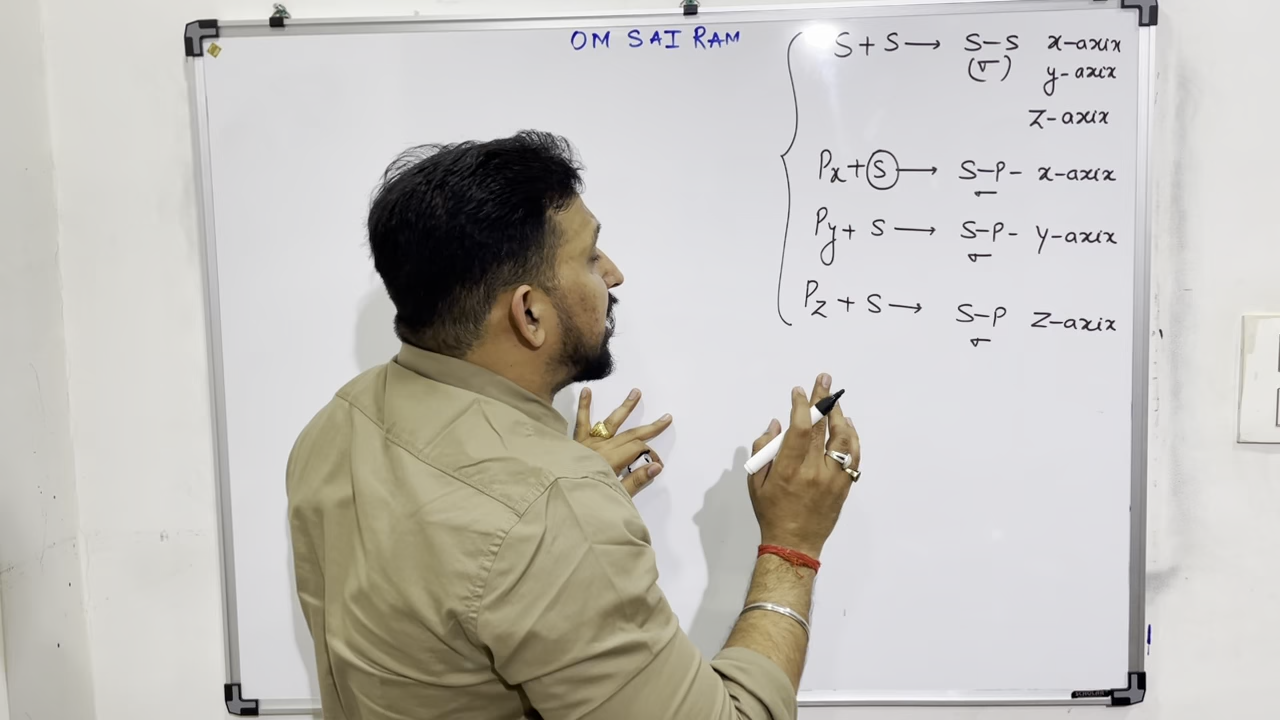 OM SAI RAM
S + S → S-S x-axix
(σ) y-axix
z-axix
Px + S → S-P- x-axix
σ
Py + S → S-P- y-axix
σ
Pz + S → S-P z-axix
σ